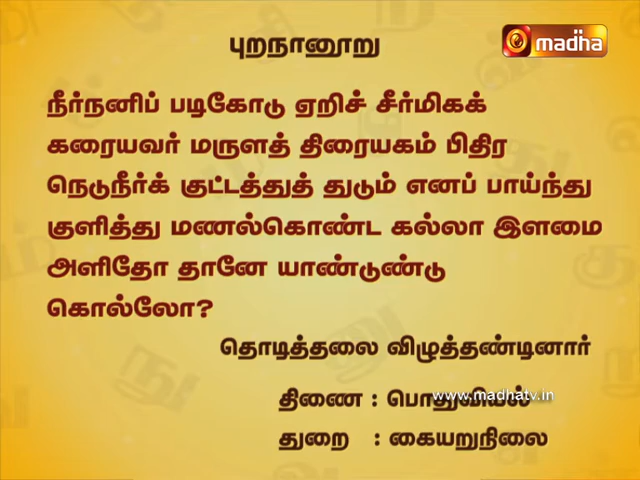 புறநானூறு
e madha
நீர்நனிப் படிகோடு ஏறிச் சீர்மிகக்
கரையவர் மருளத் திரையகம் பிதிர
நெடுநீர்க் குட்டத்துத் துடும் எனப் பாய்ந்து
குளித்து மணல்கொண்ட கல்லா இளமை
அளிதோ தானே யாண்டுண்டு
கொல்லோ?
தொடித்தலை விழுத்தண்டினார்
www.madhatv.in
திணை : பொதுவியல்
துறை : கையறுநிலை